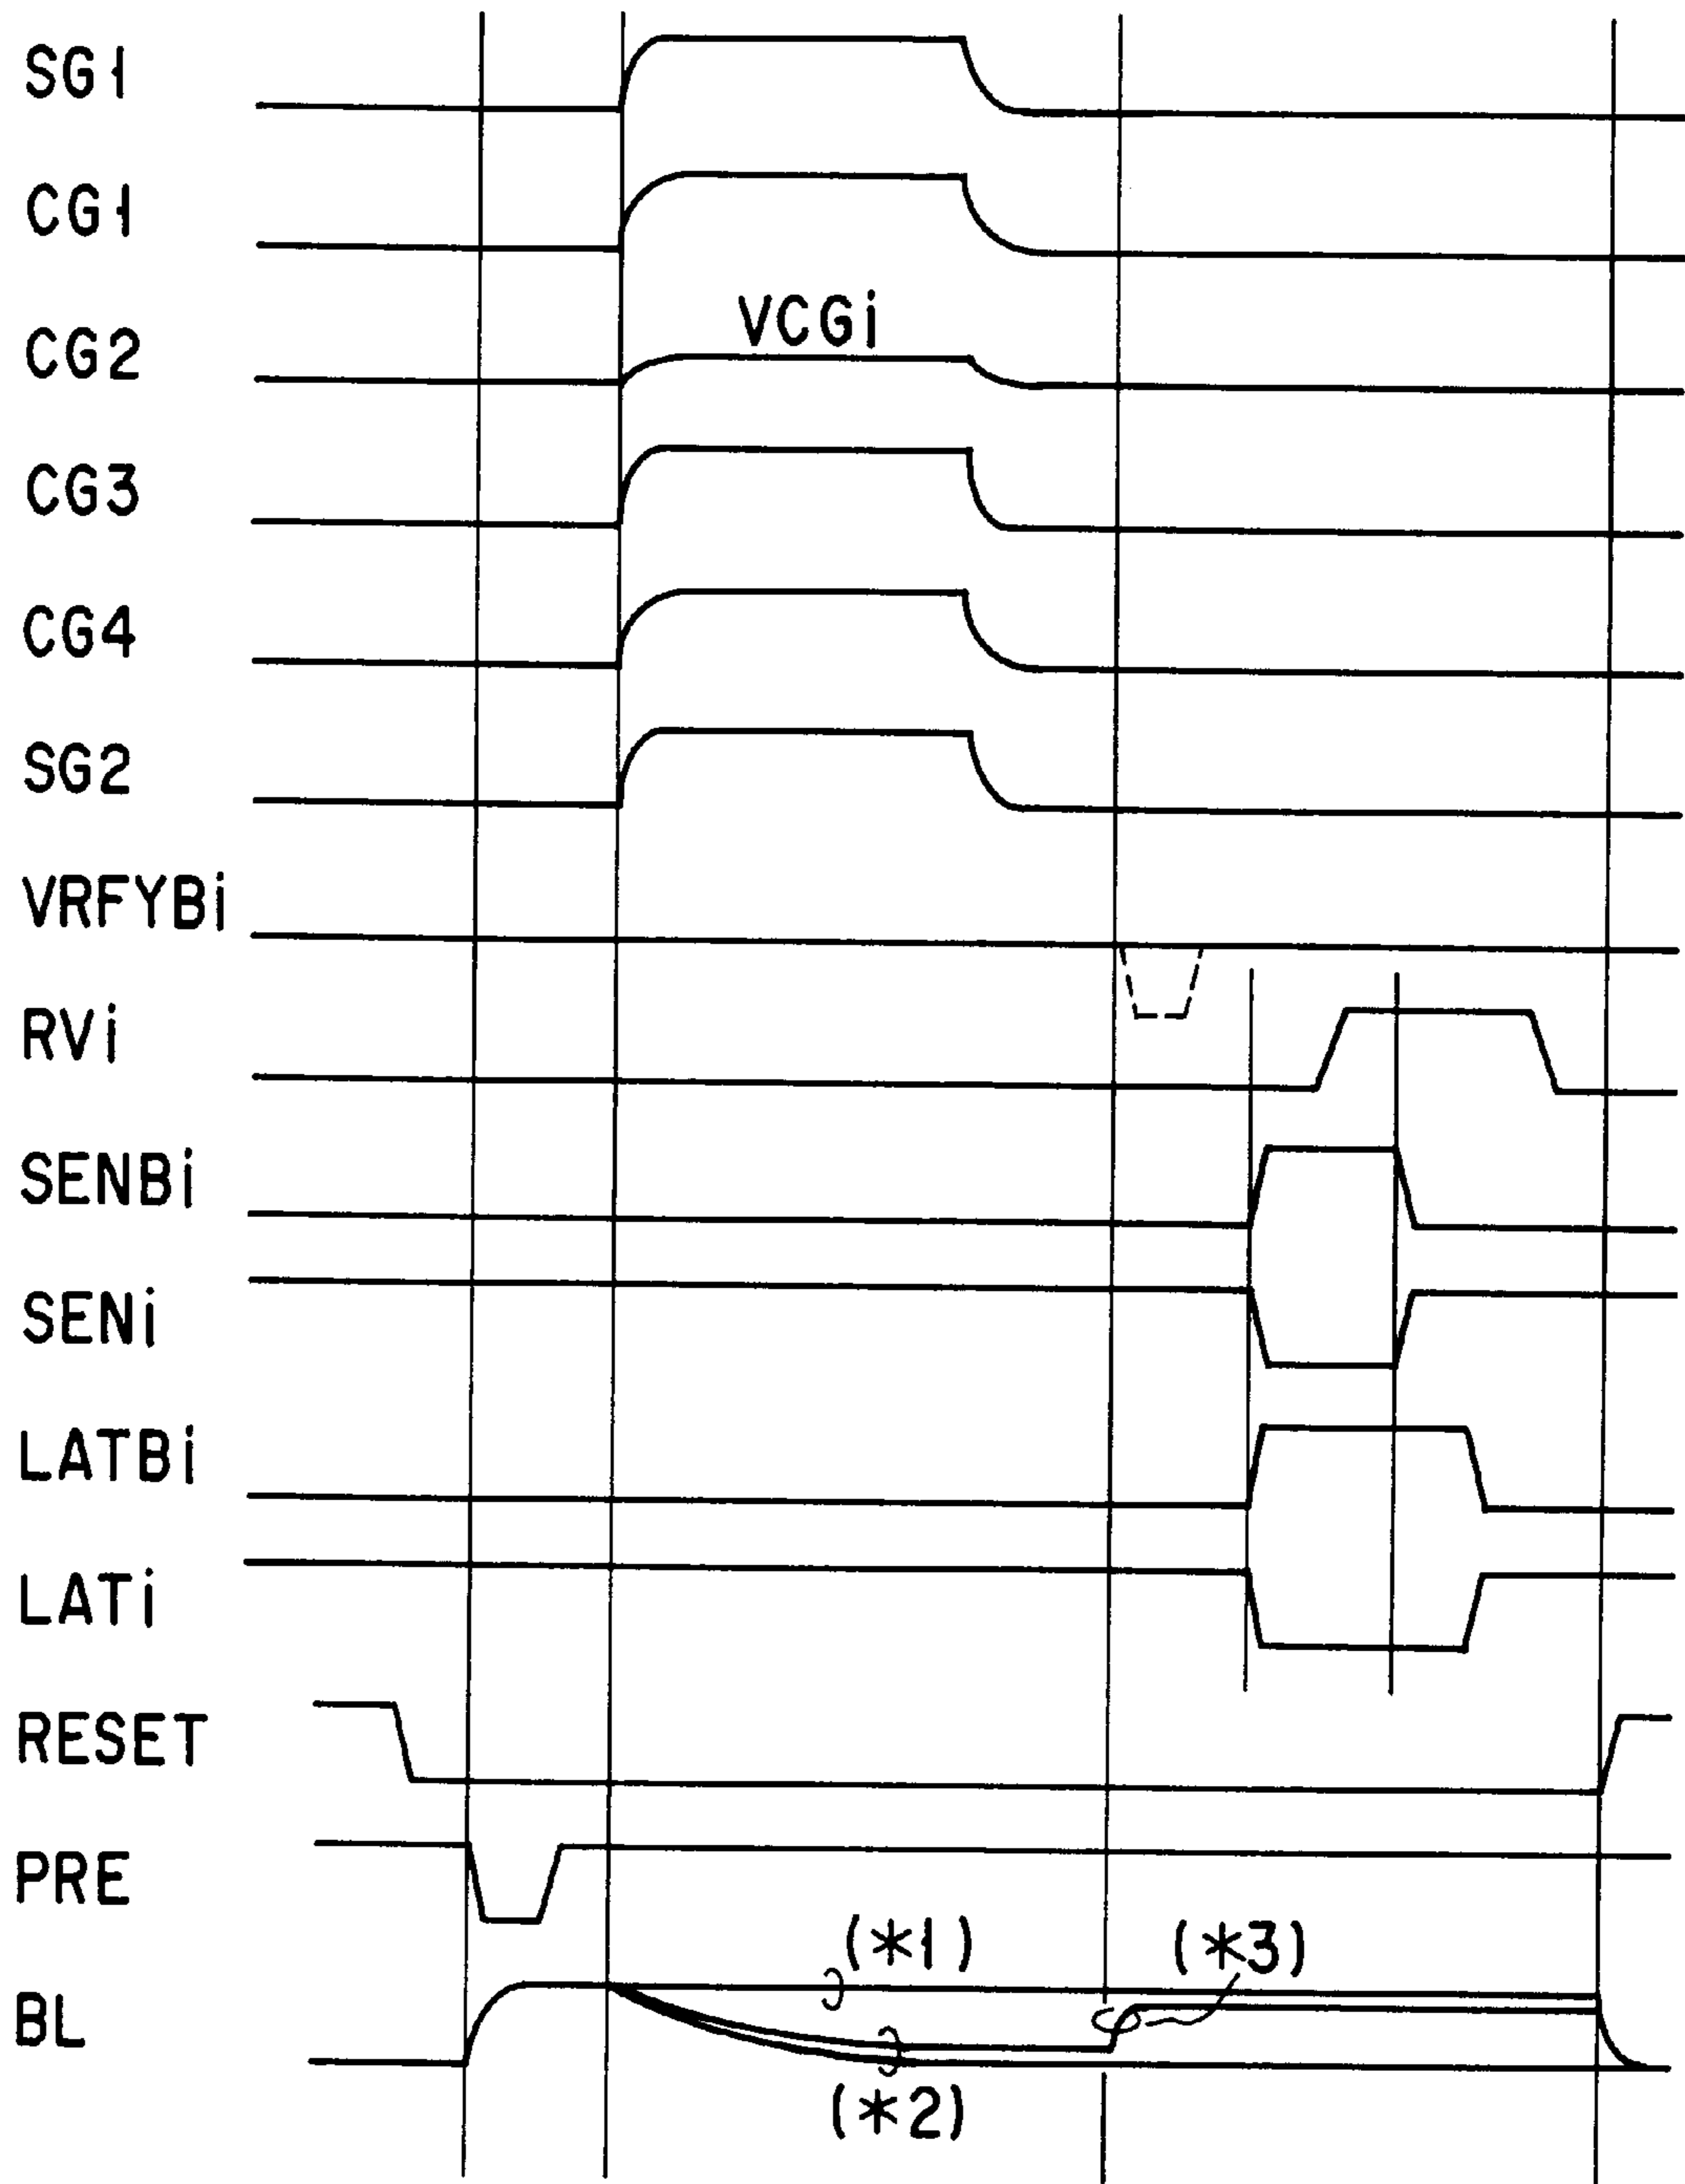 SG1
CG1
VCGi
CG2
CG3
CG4
SG2
VRFYBi
RVi
SENBi
SENi
LATBi
LATi
RESET
PRE
(*1) (*3)
BL
(*2)